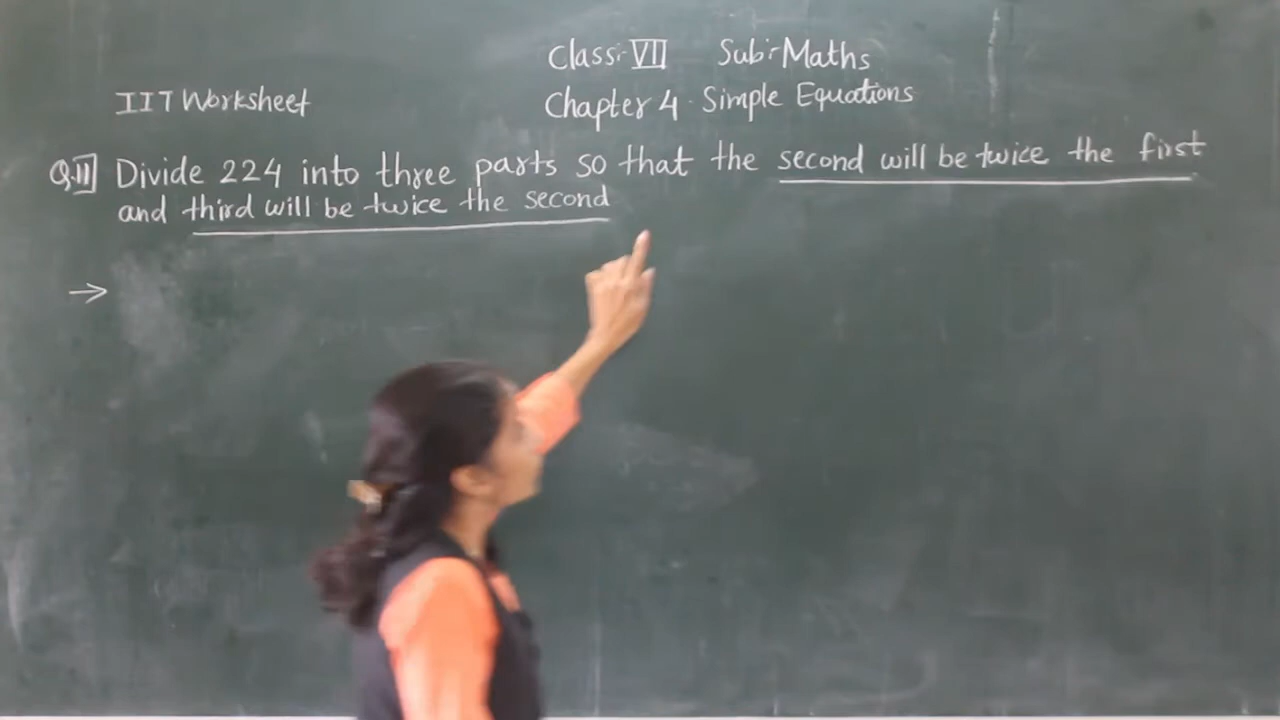 Class:- VII Sub:- Maths
IIT Worksheet
Chapter 4. Simple Equations
Q.11] Divide 224 into three parts so that the second will be twice the first
and third will be twice the second
→